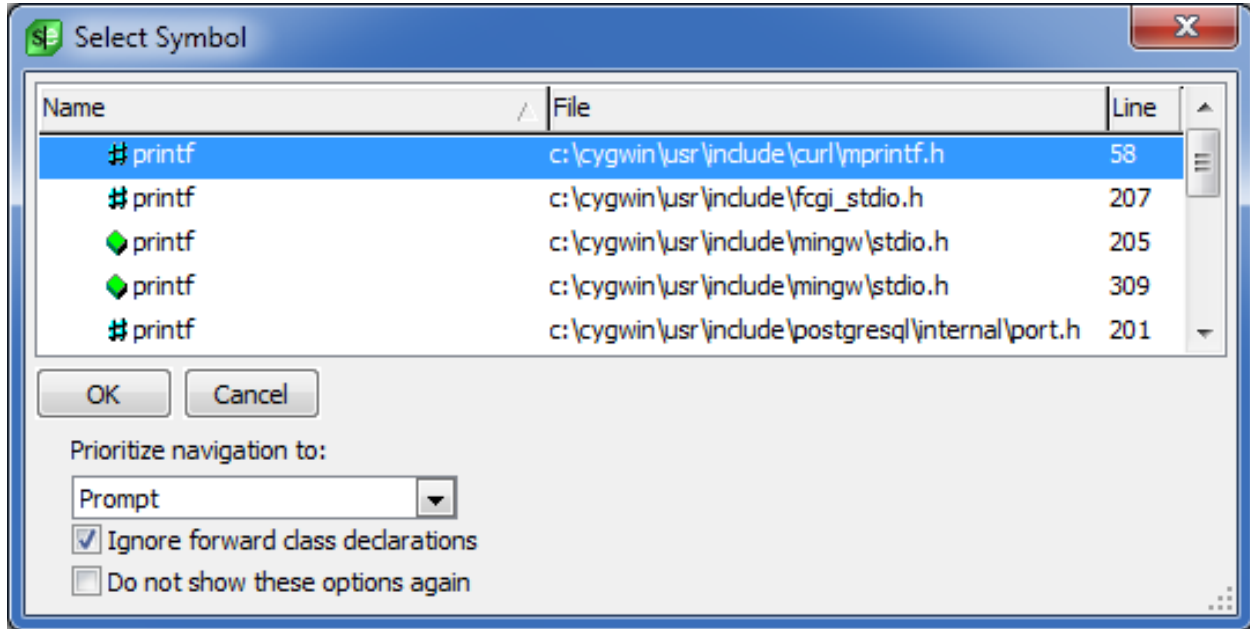 Select Symbol
Name File Line
printf c:\cygwin\usr\include\curl\mprintf.h 58
printf c:\cygwin\usr\include\fcgi_stdio.h 207
printf c:\cygwin\usr\include\mingw\stdio.h 205
printf c:\cygwin\usr\include\mingw\stdio.h 309
printf c:\cygwin\usr\include\postgresql\internal\port.h 201
OK Cancel
Prioritize navigation to:
Prompt
Ignore forward class declarations
Do not show these options again